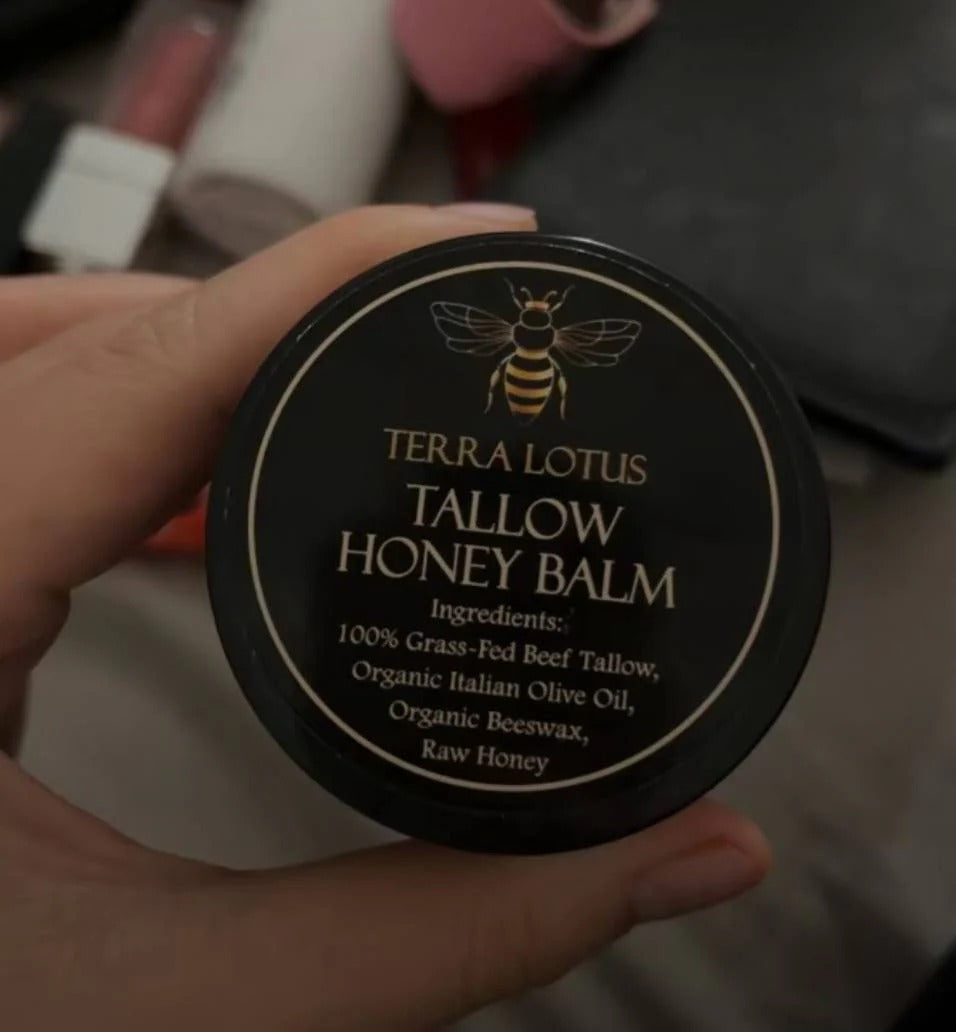 TERRA LOTUS
TALLOW
HONEY BALM
Ingredients:
100% Grass-Fed Beef Tallow,
Organic Italian Olive Oil,
Organic Beeswax,
Raw Honey